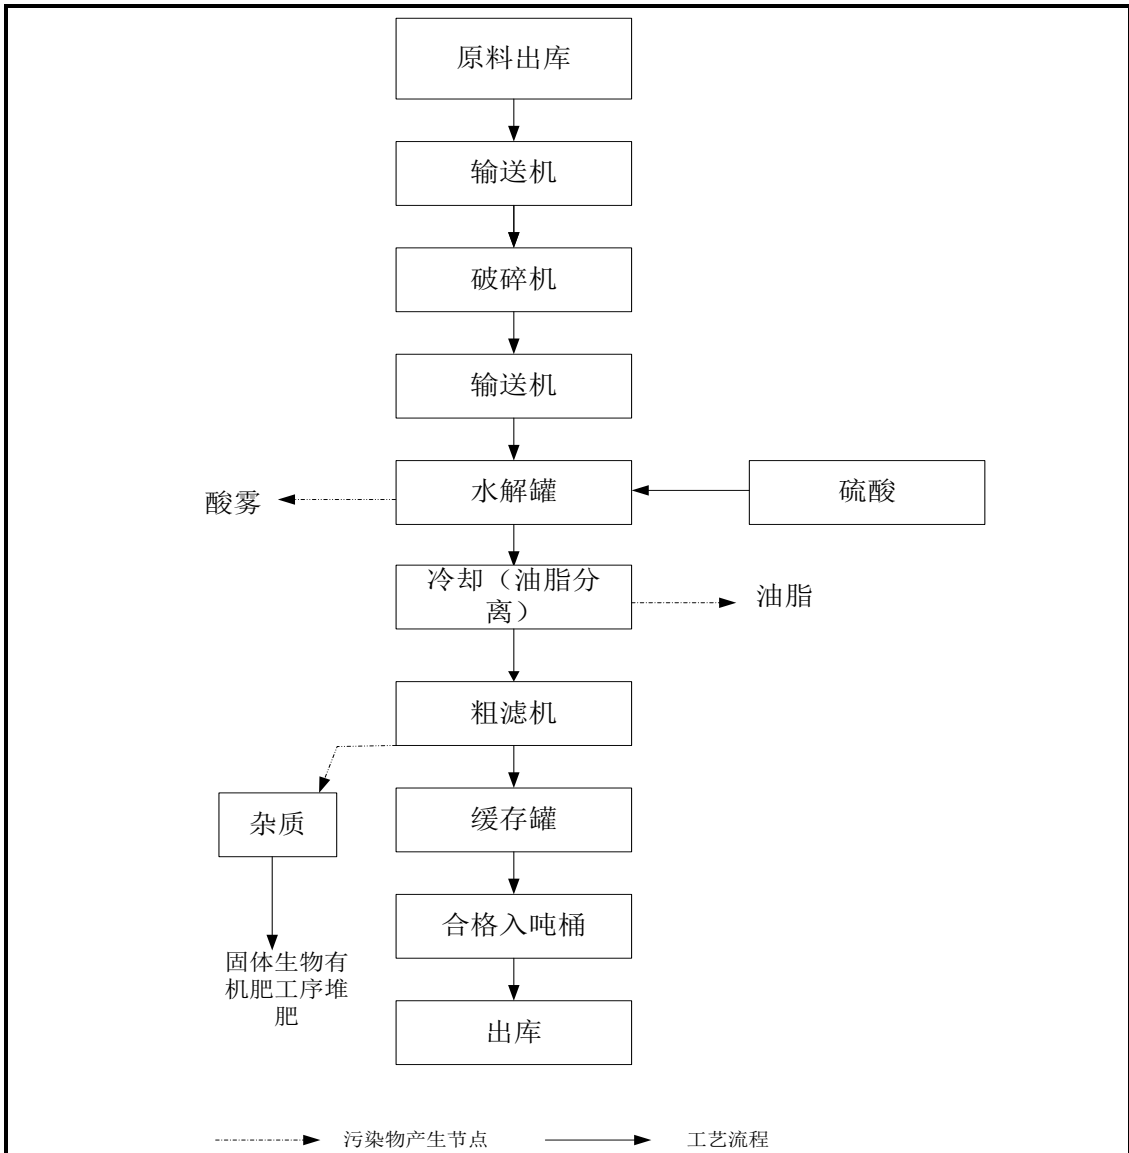 原料出库
输送机
破碎机
输送机
水解罐
硫酸
酸雾
冷却（油脂分
离）
油脂
粗滤机
杂质
缓存罐
合格入吨桶
固体生物有
机肥工序堆
肥
出库
污染物产生节点
工艺流程